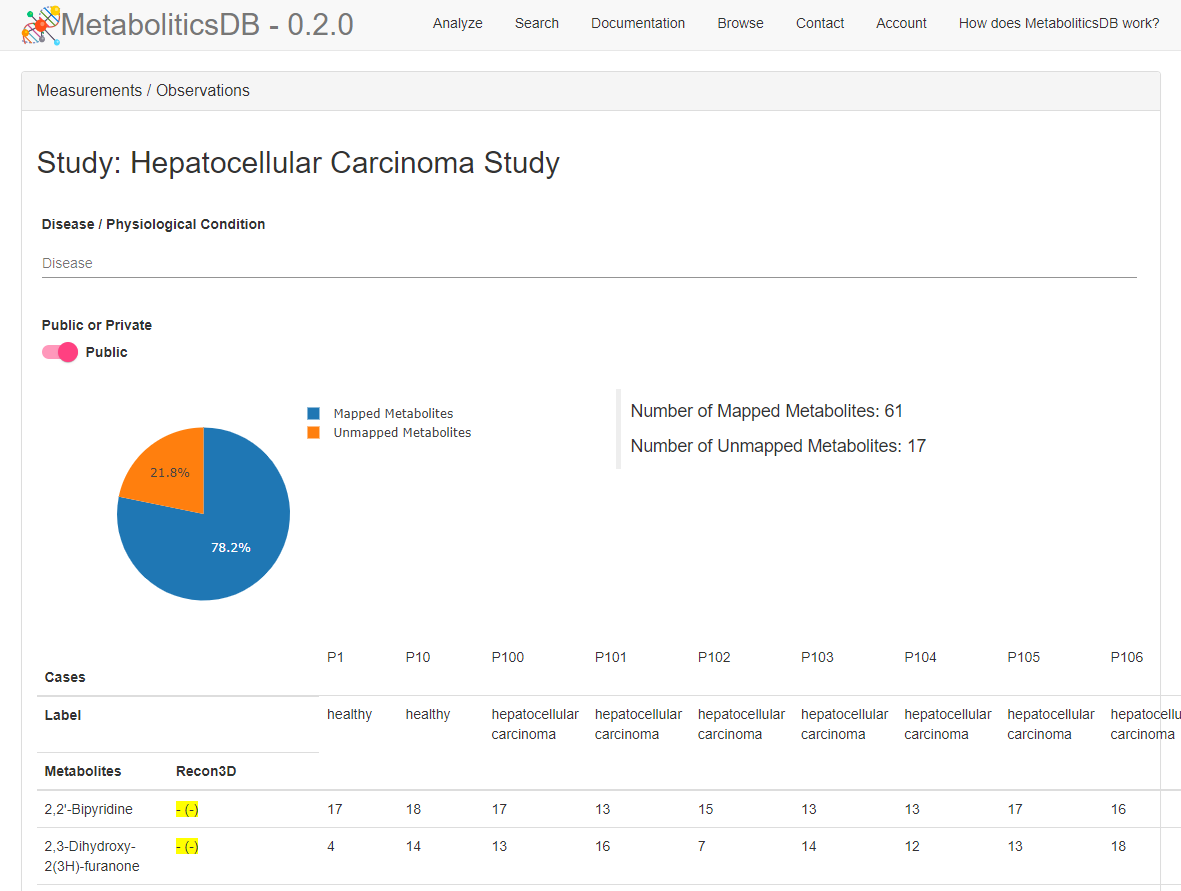 MetaboliticsDB - 0.2.0 Analyze Search Documentation Browse Contact Account How does MetaboliticsDB work?
Measurements / Observations
Study: Hepatocellular Carcinoma Study
Disease / Physiological Condition
Disease
Public or Private
Public
Mapped Metabolites
Unmapped Metabolites
21.8%
78.2%
Number of Mapped Metabolites: 61
Number of Unmapped Metabolites: 17
P1 P10 P100 P101 P102 P103 P104 P105 P106
Cases
Label healthy healthy hepatocellular hepatocellular hepatocellular hepatocellular hepatocellular hepatocellular hepatocellu
carcinoma carcinoma carcinoma carcinoma carcinoma carcinoma carcinoma
Metabolites Recon3D
2,2'-Bipyridine - (-) 17 18 17 13 15 13 13 17 16
2,3-Dihydroxy- - (-) 4 14 13 16 7 14 12 13 18
2(3H)-furanone